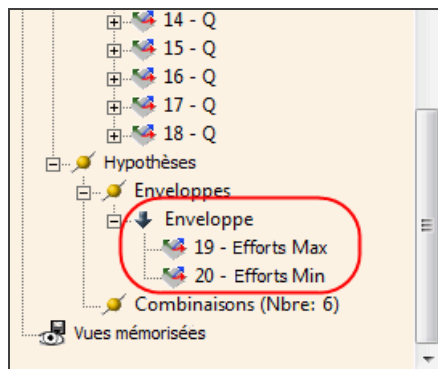 14 - Q
15 - Q
16 - Q
17 - Q
18 - Q
Hypothèses
Enveloppes
Enveloppe
19 - Efforts Max
20 - Efforts Min
Combinaisons (Nbre: 6)
Vues mémorisées